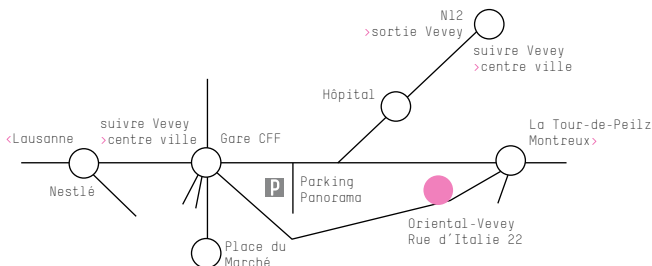 N12
>sortie Vevey
suivre Vevey
>centre ville
Hôpital
suivre Vevey
>centre ville
<Lausanne
Gare CFF
La Tour-de-Peilz
Montreux>
Nestlé
P
Parking
Panorama
Oriental-Vevey
Rue d'Italie 22
Place du
Marché